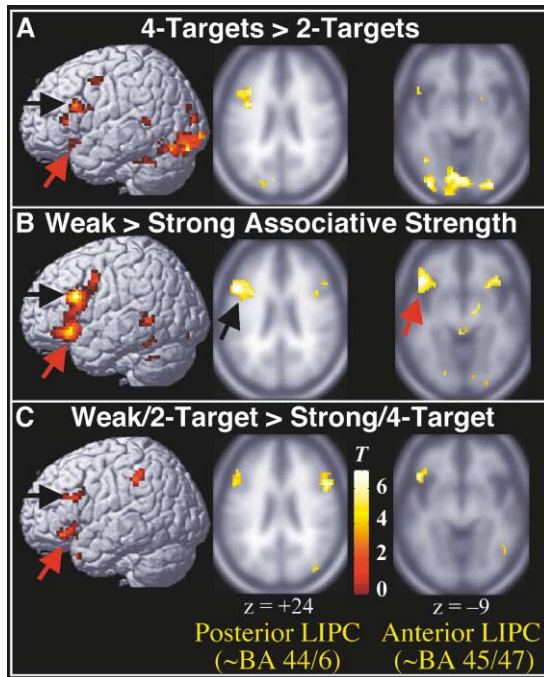 A 4-Targets > 2-Targets
B Weak > Strong Associative Strength
C Weak/2-Target > Strong/4-Target
T
6
4
2
0
z = +24
z = –9
Posterior LIPC
(~BA 44/6)
Anterior LIPC
(~BA 45/47)